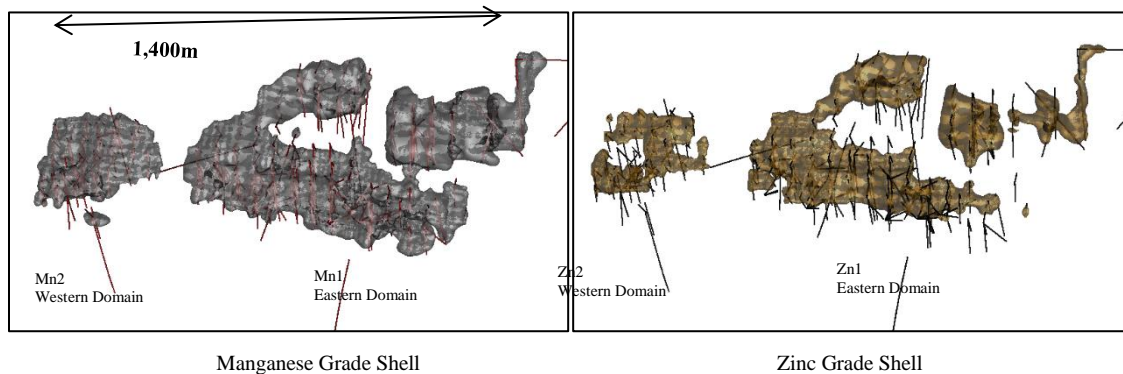 1,400m
Mn2
Western Domain
Mn1
Eastern Domain
Zn2
Western Domain
Zn1
Eastern Domain
Manganese Grade Shell
Zinc Grade Shell